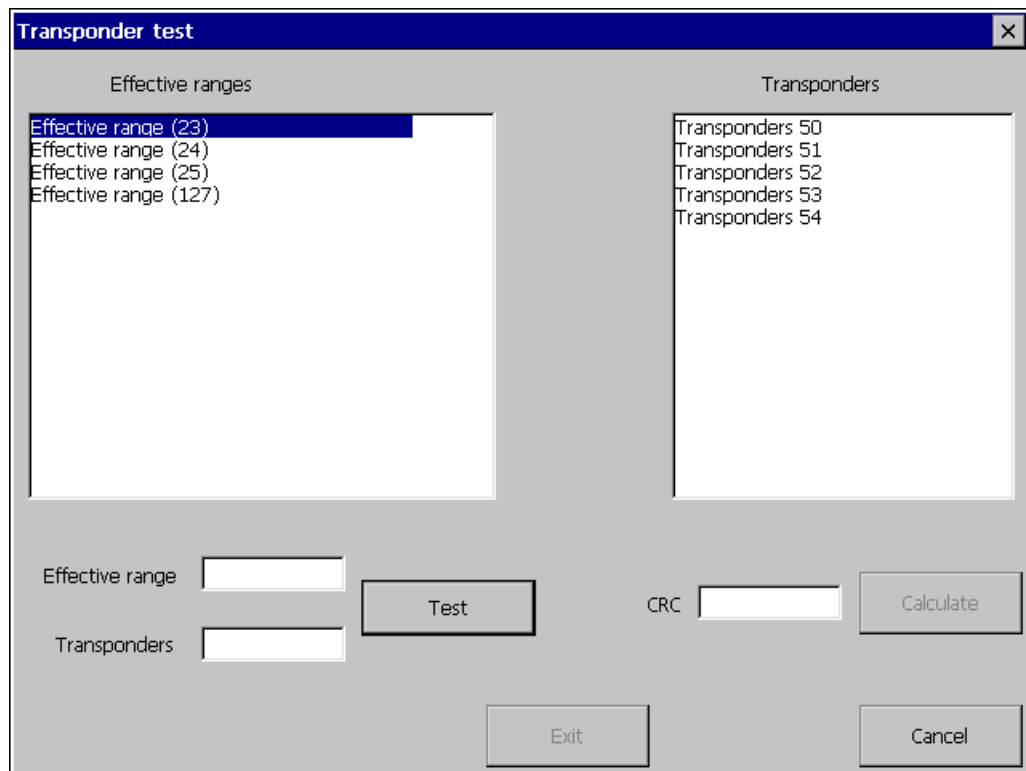 Transponder test
Effective ranges
Transponders
Effective range (23)
Effective range (24)
Effective range (25)
Effective range (127)
Transponders 50
Transponders 51
Transponders 52
Transponders 53
Transponders 54
Effective range
Transponders
Test
CRC
Calculate
Exit
Cancel